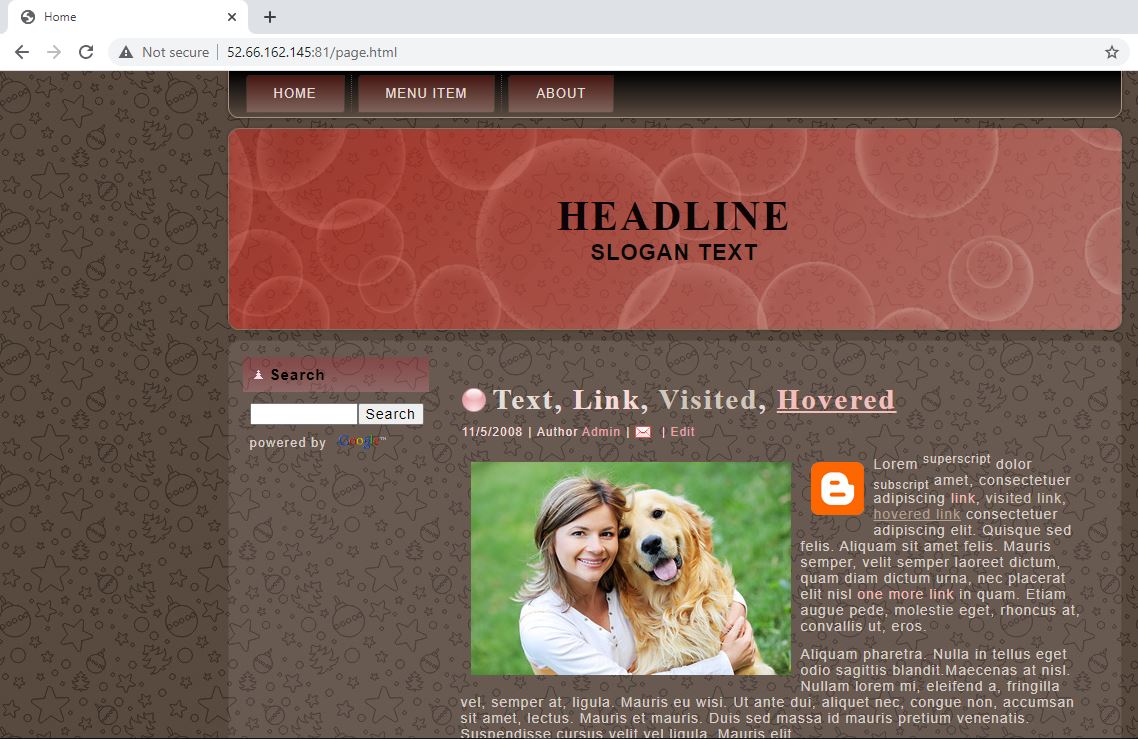 Home
Not secure
52.66.162.145:81/page.html
HOME
MENU ITEM
ABOUT
HEADLINE
SLOGAN TEXT
Search
Search
powered by Google™
Text, Link, Visited, Hovered
11/5/2008 | Author Admin | | Edit
Lorem superscript dolor
subscript amet, consectetuer
adipiscing link, visited link,
hovered link consectetuer
adipiscing elit. Quisque sed
felis. Aliquam sit amet felis. Mauris
semper, velit semper laoreet dictum,
quam diam dictum urna, nec placerat
elit nisl one more link in quam. Etiam
augue pede, molestie eget, rhoncus at,
convallis ut, eros.
Aliquam pharetra. Nulla in tellus eget
odio sagittis blandit.Maecenas at nisl.
Nullam lorem mi, eleifend a, fringilla
vel, semper at, ligula. Mauris eu wisi. Ut ante dui, aliquet nec, congue non, accumsan
sit amet, lectus. Mauris et mauris. Duis sed massa id mauris pretium venenatis.
Suspendisse cursus velit vel ligula. Mauris elit